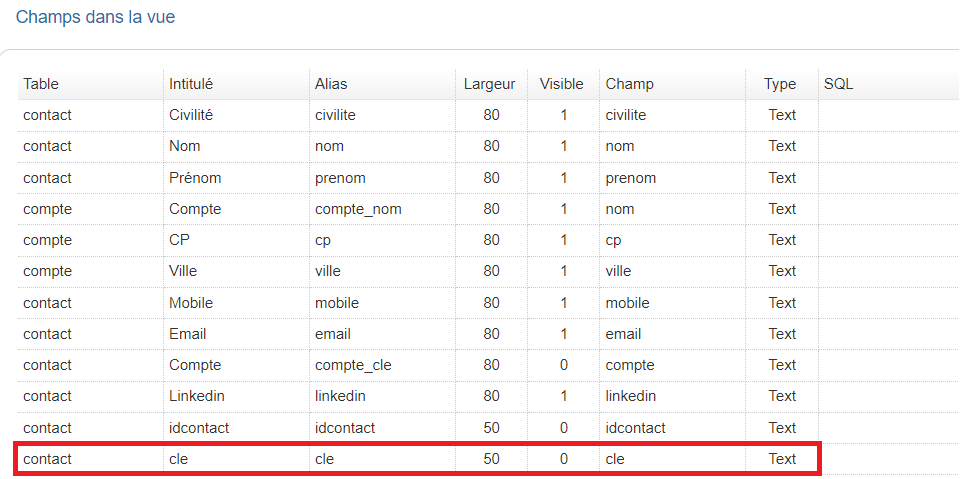 Champs dans la vue
Table Intitulé Alias Largeur Visible Champ Type SQL
contact Civilité civilite 80 1 civilite Text
contact Nom nom 80 1 nom Text
contact Prénom prenom 80 1 prenom Text
compte Compte compte_nom 80 1 nom Text
compte CP cp 80 1 cp Text
compte Ville ville 80 1 ville Text
contact Mobile mobile 80 1 mobile Text
contact Email email 80 1 email Text
contact Compte compte_cle 80 0 compte Text
contact Linkedin linkedin 80 1 linkedin Text
contact idcontact idcontact 50 0 idcontact Text
contact cle cle 50 0 cle Text